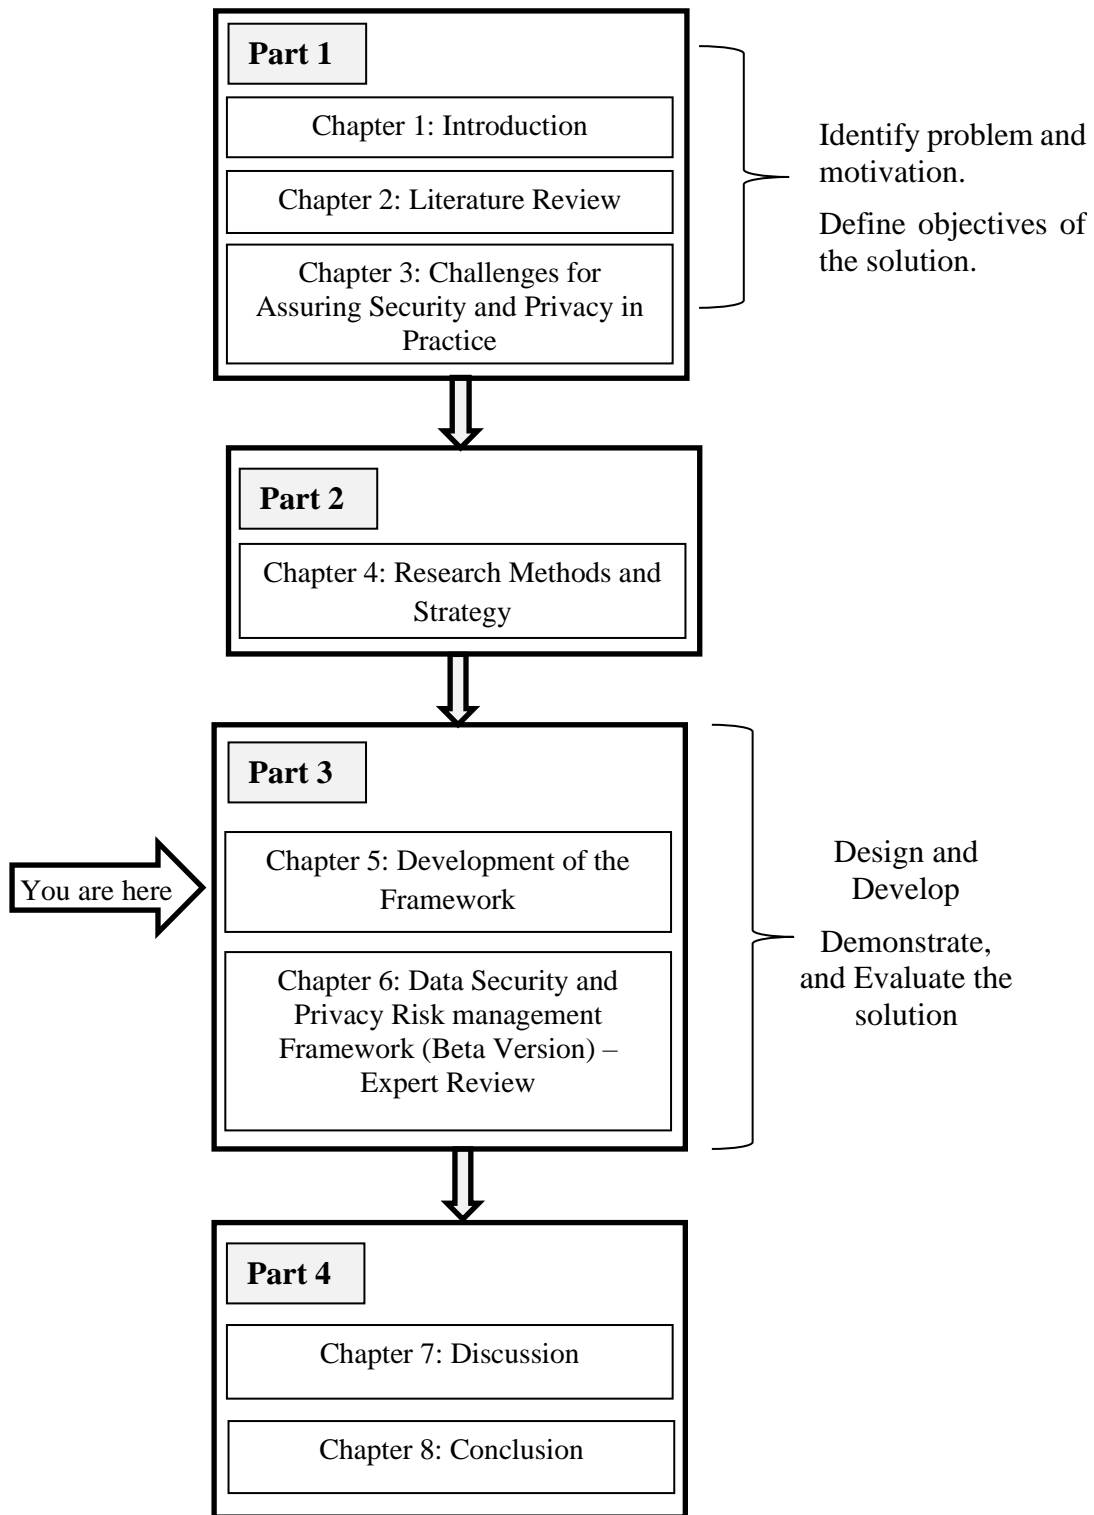 Part 1
Chapter 1: Introduction
Chapter 2: Literature Review
Chapter 3: Challenges for
Assuring Security and Privacy in
Practice
Identify problem and
motivation.
Define objectives of
the solution.
Part 2
Chapter 4: Research Methods and
Strategy
Part 3
You are here
Chapter 5: Development of the
Framework
Chapter 6: Data Security and
Privacy Risk management
Framework (Beta Version) –
Expert Review
Design and
Develop
Demonstrate,
and Evaluate the
solution
Part 4
Chapter 7: Discussion
Chapter 8: Conclusion